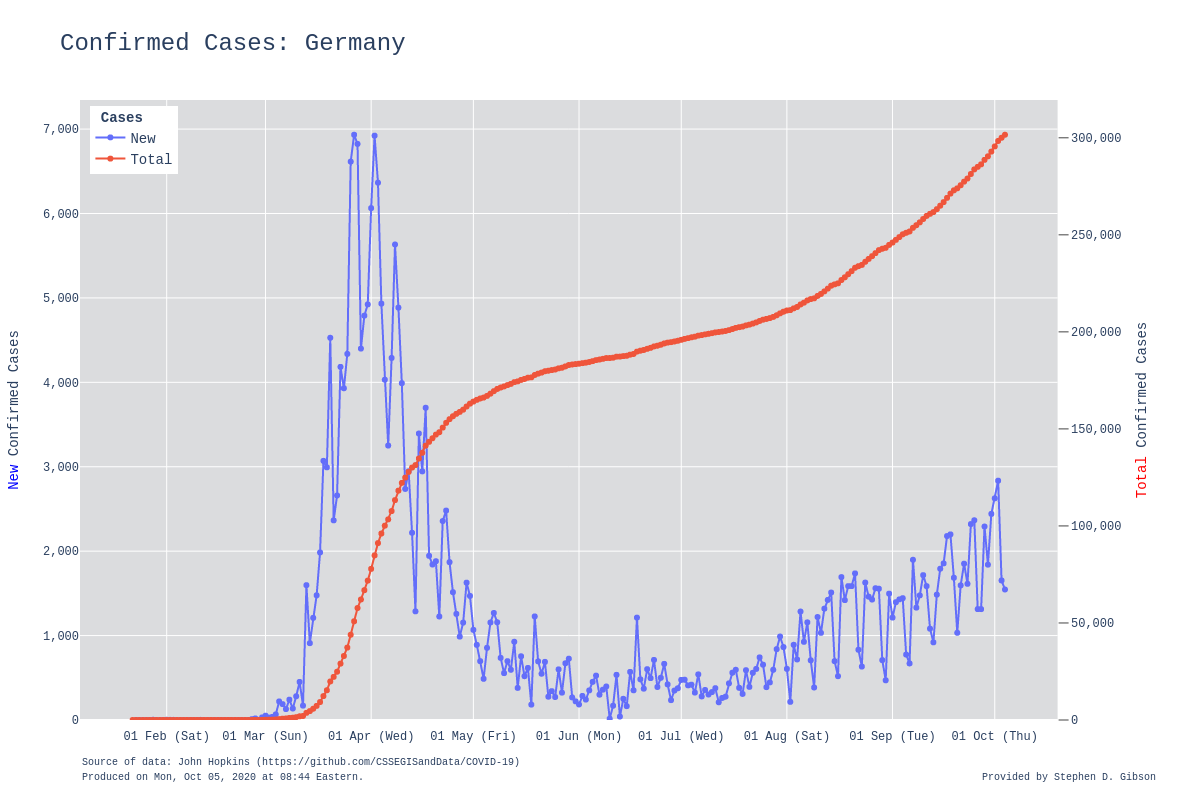 Confirmed Cases: Germany
Cases
New
Total
7,000
6,000
5,000
4,000
3,000
2,000
1,000
0
New Confirmed Cases
300,000
250,000
200,000
150,000
100,000
50,000
0
Total Confirmed Cases
01 Feb (Sat) 01 Mar (Sun) 01 Apr (Wed) 01 May (Fri) 01 Jun (Mon) 01 Jul (Wed) 01 Aug (Sat) 01 Sep (Tue) 01 Oct (Thu)
Source of data: John Hopkins (https://github.com/CSSEGISandData/COVID-19)
Produced on Mon, Oct 05, 2020 at 08:44 Eastern.
Provided by Stephen D. Gibson